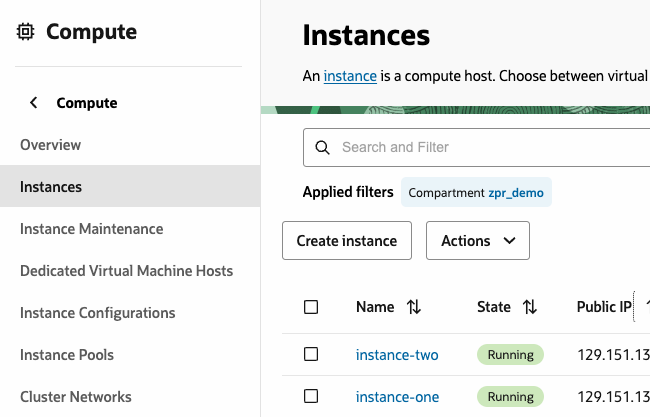 Compute
Compute
Overview
Instances
Instance Maintenance
Dedicated Virtual Machine Hosts
Instance Configurations
Instance Pools
Cluster Networks
Instances
An instance is a compute host. Choose between virtual
Search and Filter
Applied filters Compartment zpr_demo
Create instance Actions
Name State Public IP
instance-two Running 129.151.13
instance-one Running 129.151.13